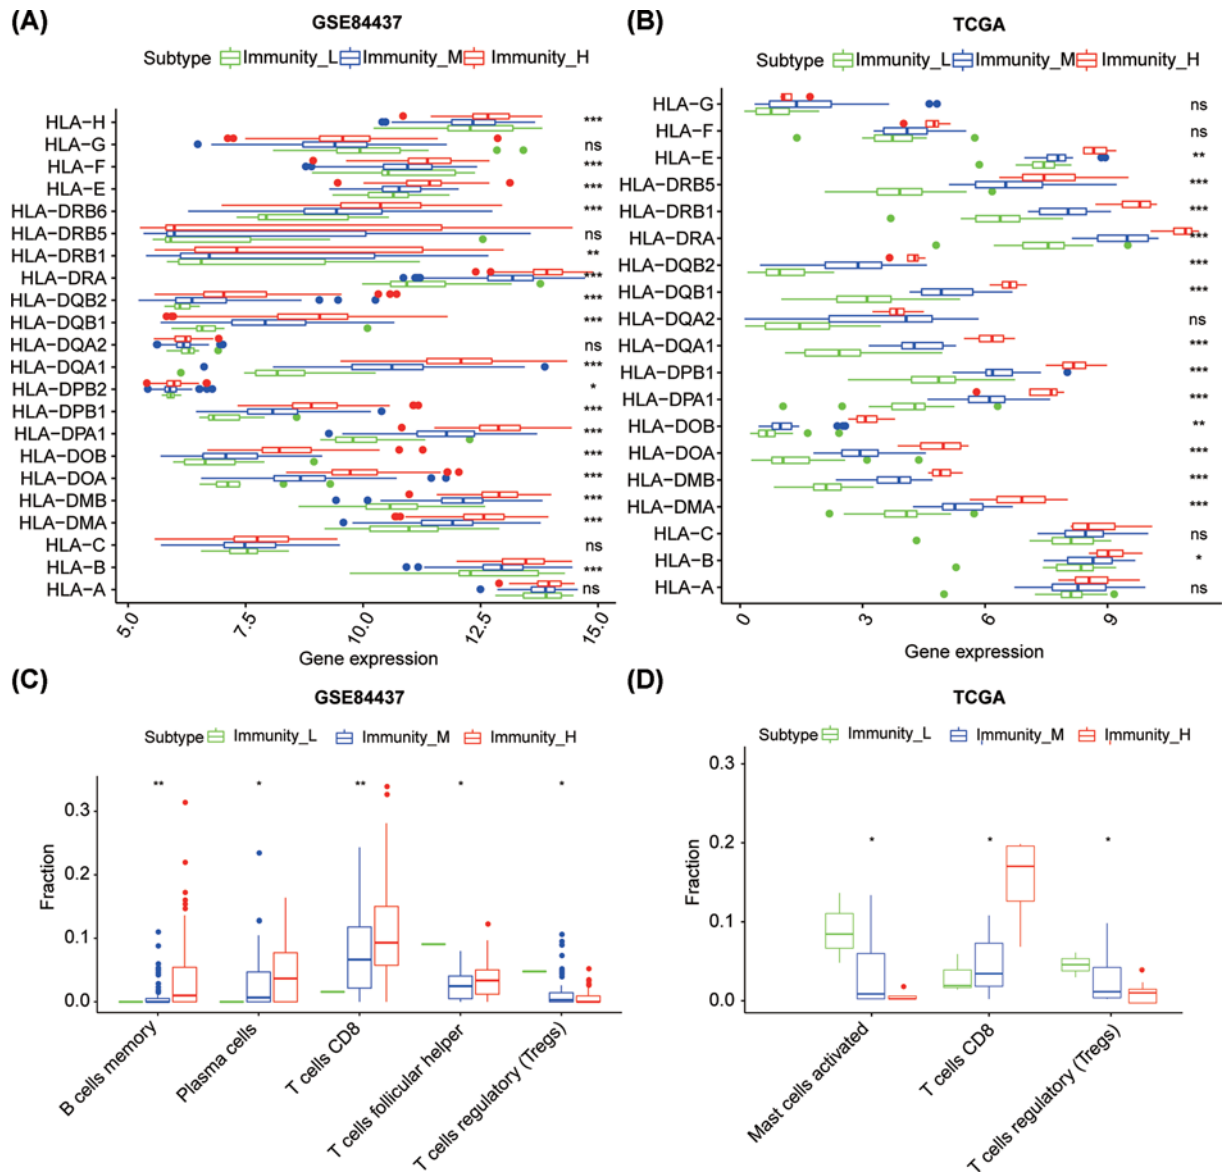 (A)
GSE84437
Subtype Immunity_L Immunity_M Immunity_H
HLA-H ***
HLA-G ns
HLA-F ***
HLA-E ***
HLA-DRB6 ***
HLA-DRB5 ns
HLA-DRB1 **
HLA-DRA ***
HLA-DQB2 ***
HLA-DQB1 ***
HLA-DQA2 ns
HLA-DQA1 ***
HLA-DPB2 *
HLA-DPB1 ***
HLA-DPA1 ***
HLA-DOB ***
HLA-DOA ***
HLA-DMB ***
HLA-DMA ***
HLA-C ns
HLA-B ***
HLA-A ns
5.0 7.5 10.0 12.5 15.0
Gene expression
(B)
TCGA
Subtype Immunity_L Immunity_M Immunity_H
HLA-G ns
HLA-F ns
HLA-E **
HLA-DRB5 ***
HLA-DRB1 ***
HLA-DRA ***
HLA-DQB2 ***
HLA-DQB1 ***
HLA-DQA2 ns
HLA-DQA1 ***
HLA-DPB1 ***
HLA-DPA1 ***
HLA-DOB **
HLA-DOA ***
HLA-DMB ***
HLA-DMA ***
HLA-C ns
HLA-B *
HLA-A ns
0 3 6 9
Gene expression
(C)
GSE84437
Subtype Immunity_L Immunity_M Immunity_H
** * ** * *
0.3
0.2
0.1
0.0
Fraction
B cells memory
Plasma cells
T cells CD8
T cells follicular helper
T cells regulatory (Tregs)
(D)
TCGA
Subtype Immunity_L Immunity_M Immunity_H
* * *
0.3
0.2
0.1
0.0
Fraction
Mast cells activated
T cells CD8
T cells regulatory (Tregs)